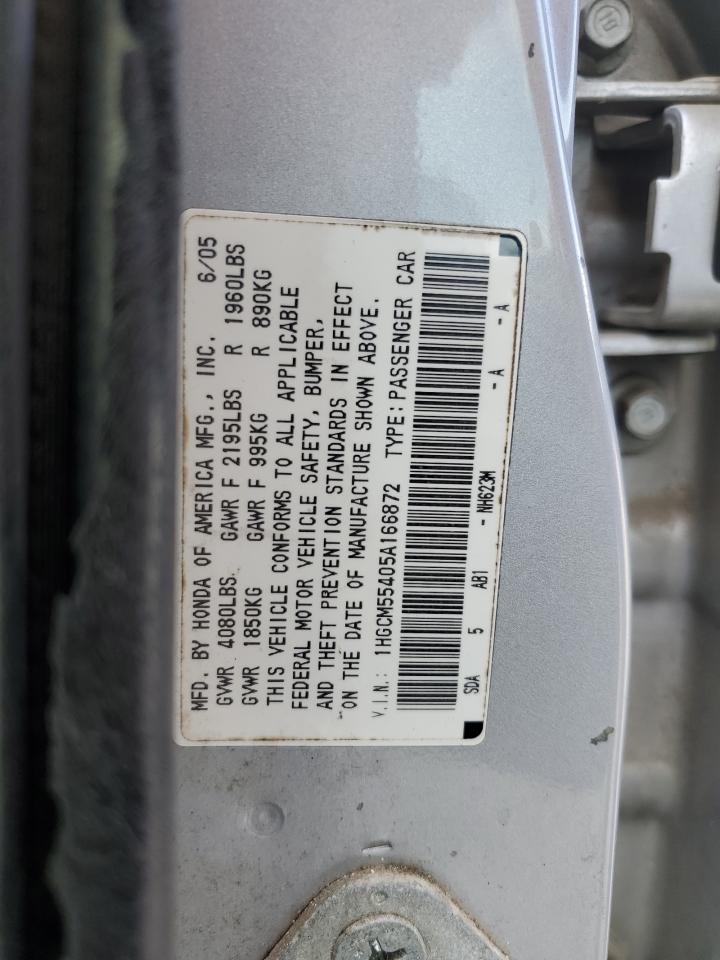 MFD. BY HONDA OF AMERICA MFG., INC. 6/05
GVWR 4080LBS. GAWR F 2195LBS R 1960LBS
GVWR 1850KG GAWR F 995KG R 890KG
THIS VEHICLE CONFORMS TO ALL APPLICABLE
FEDERAL MOTOR VEHICLE SAFETY, BUMPER,
AND THEFT PREVENTION STANDARDS IN EFFECT
ON THE DATE OF MANUFACTURE SHOWN ABOVE.
V.I.N.: 1HGCM55405A166872 TYPE: PASSENGER CAR
SDA 5 AB1 - NH623M - A - A